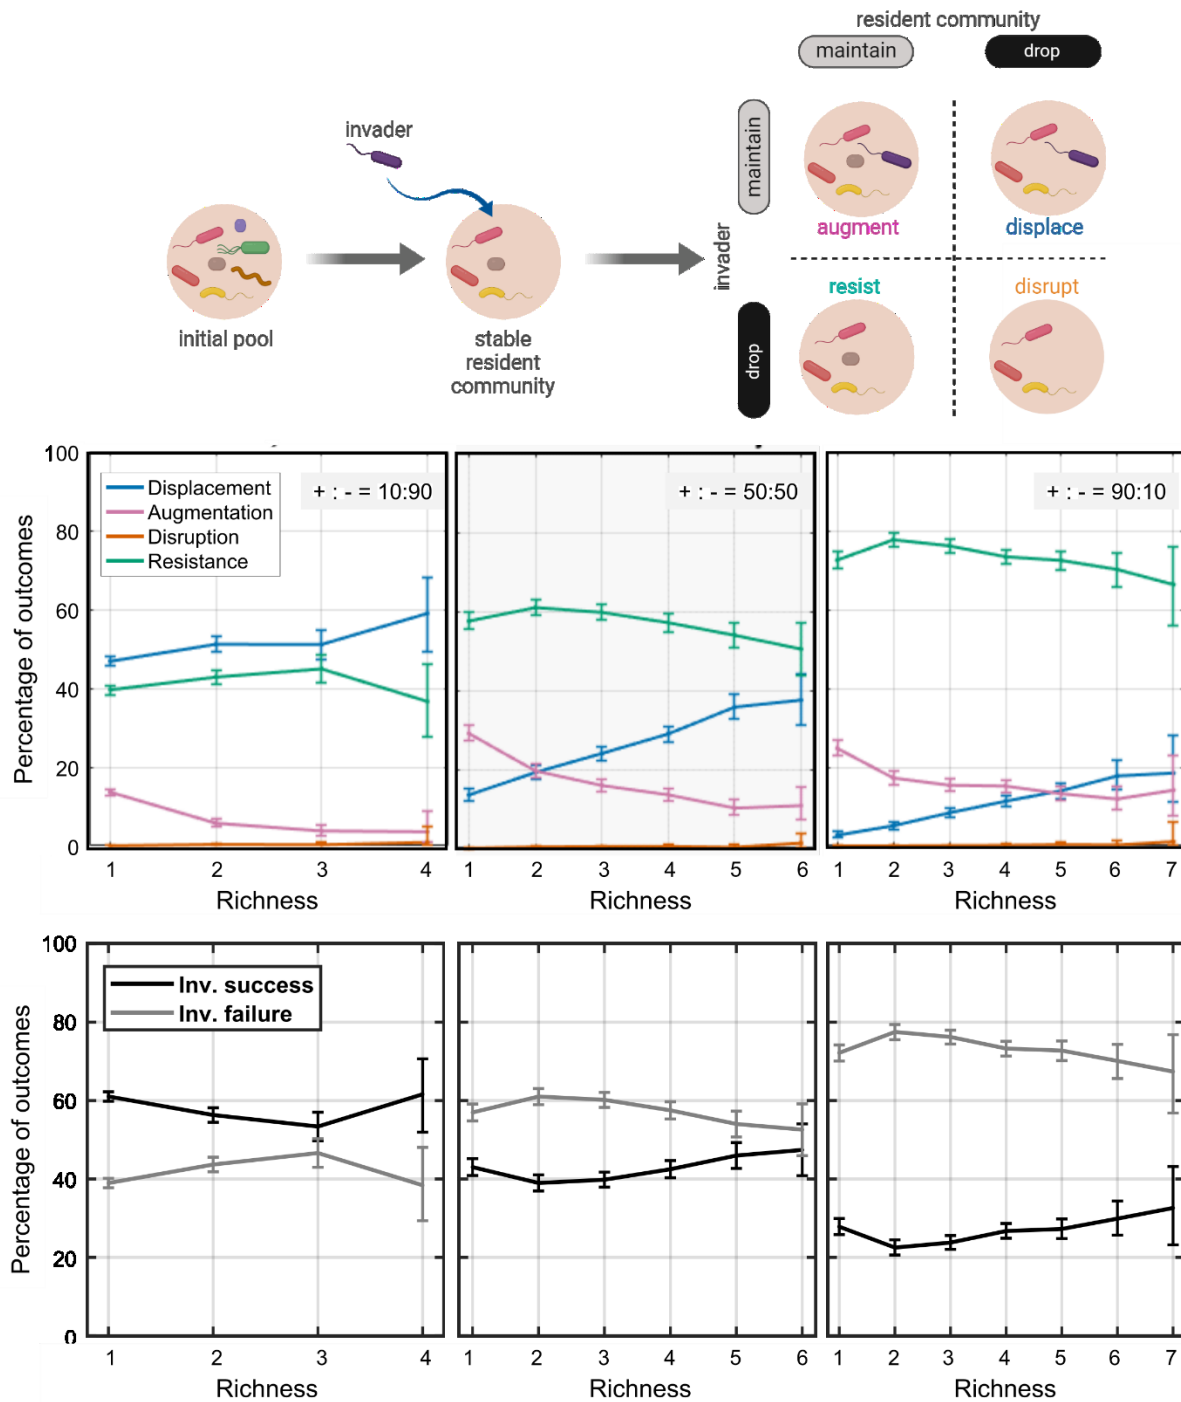 resident community
maintain
drop
invader
maintain
augment
displace
invader
resist
disrupt
initial pool
stable
resident
community
drop
100
80
60
40
20
0
Percentage of outcomes
Displacement
Augmentation
Disruption
Resistance
+ : - = 10:90
+ : - = 50:50
+ : - = 90:10
1 2 3 4
1 2 3 4 5 6
1 2 3 4 5 6 7
Richness
Richness
Richness
100
80
60
40
20
0
Percentage of outcomes
Inv. success
Inv. failure
1 2 3 4
1 2 3 4 5 6
1 2 3 4 5 6 7
Richness
Richness
Richness